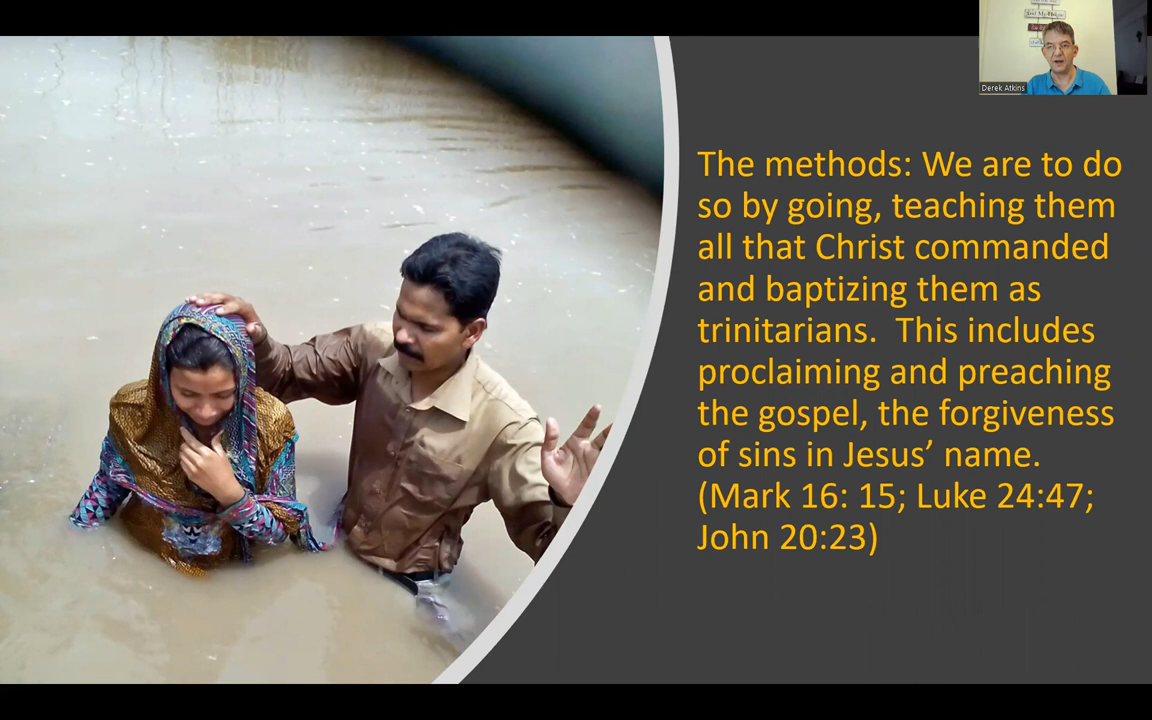 Derek Atkins
The methods: We are to do
so by going, teaching them
all that Christ commanded
and baptizing them as
trinitarians.  This includes
proclaiming and preaching
the gospel, the forgiveness
of sins in Jesus’ name.
(Mark 16: 15; Luke 24:47;
John 20:23)